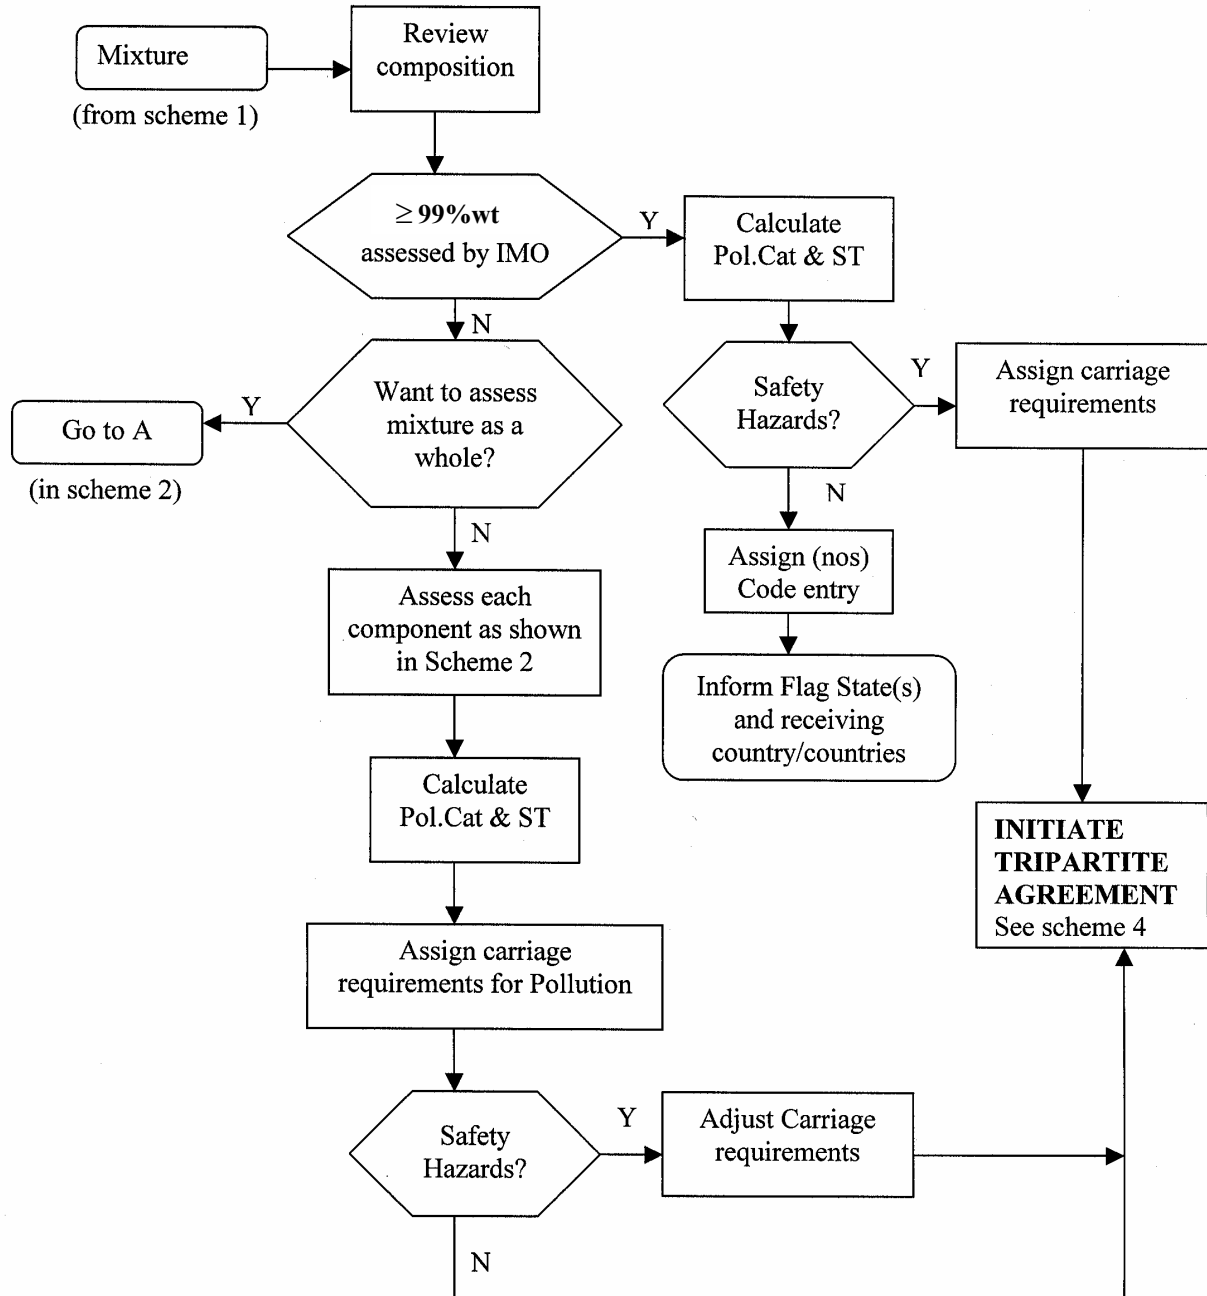 Mixture
(from scheme 1)
Review
composition
≥ 99%wt
assessed by IMO
Y
Calculate
Pol.Cat & ST
N
Want to assess
mixture as a
whole?
Y
Go to A
(in scheme 2)
Safety
Hazards?
Y
Assign carriage
requirements
N
Assign (nos)
Code entry
Inform Flag State(s)
and receiving
country/countries
N
Assess each
component as shown
in Scheme 2
Calculate
Pol.Cat & ST
INITIATE
TRIPARTITE
AGREEMENT
See scheme 4
Assign carriage
requirements for Pollution
Safety
Hazards?
Y
Adjust Carriage
requirements
N